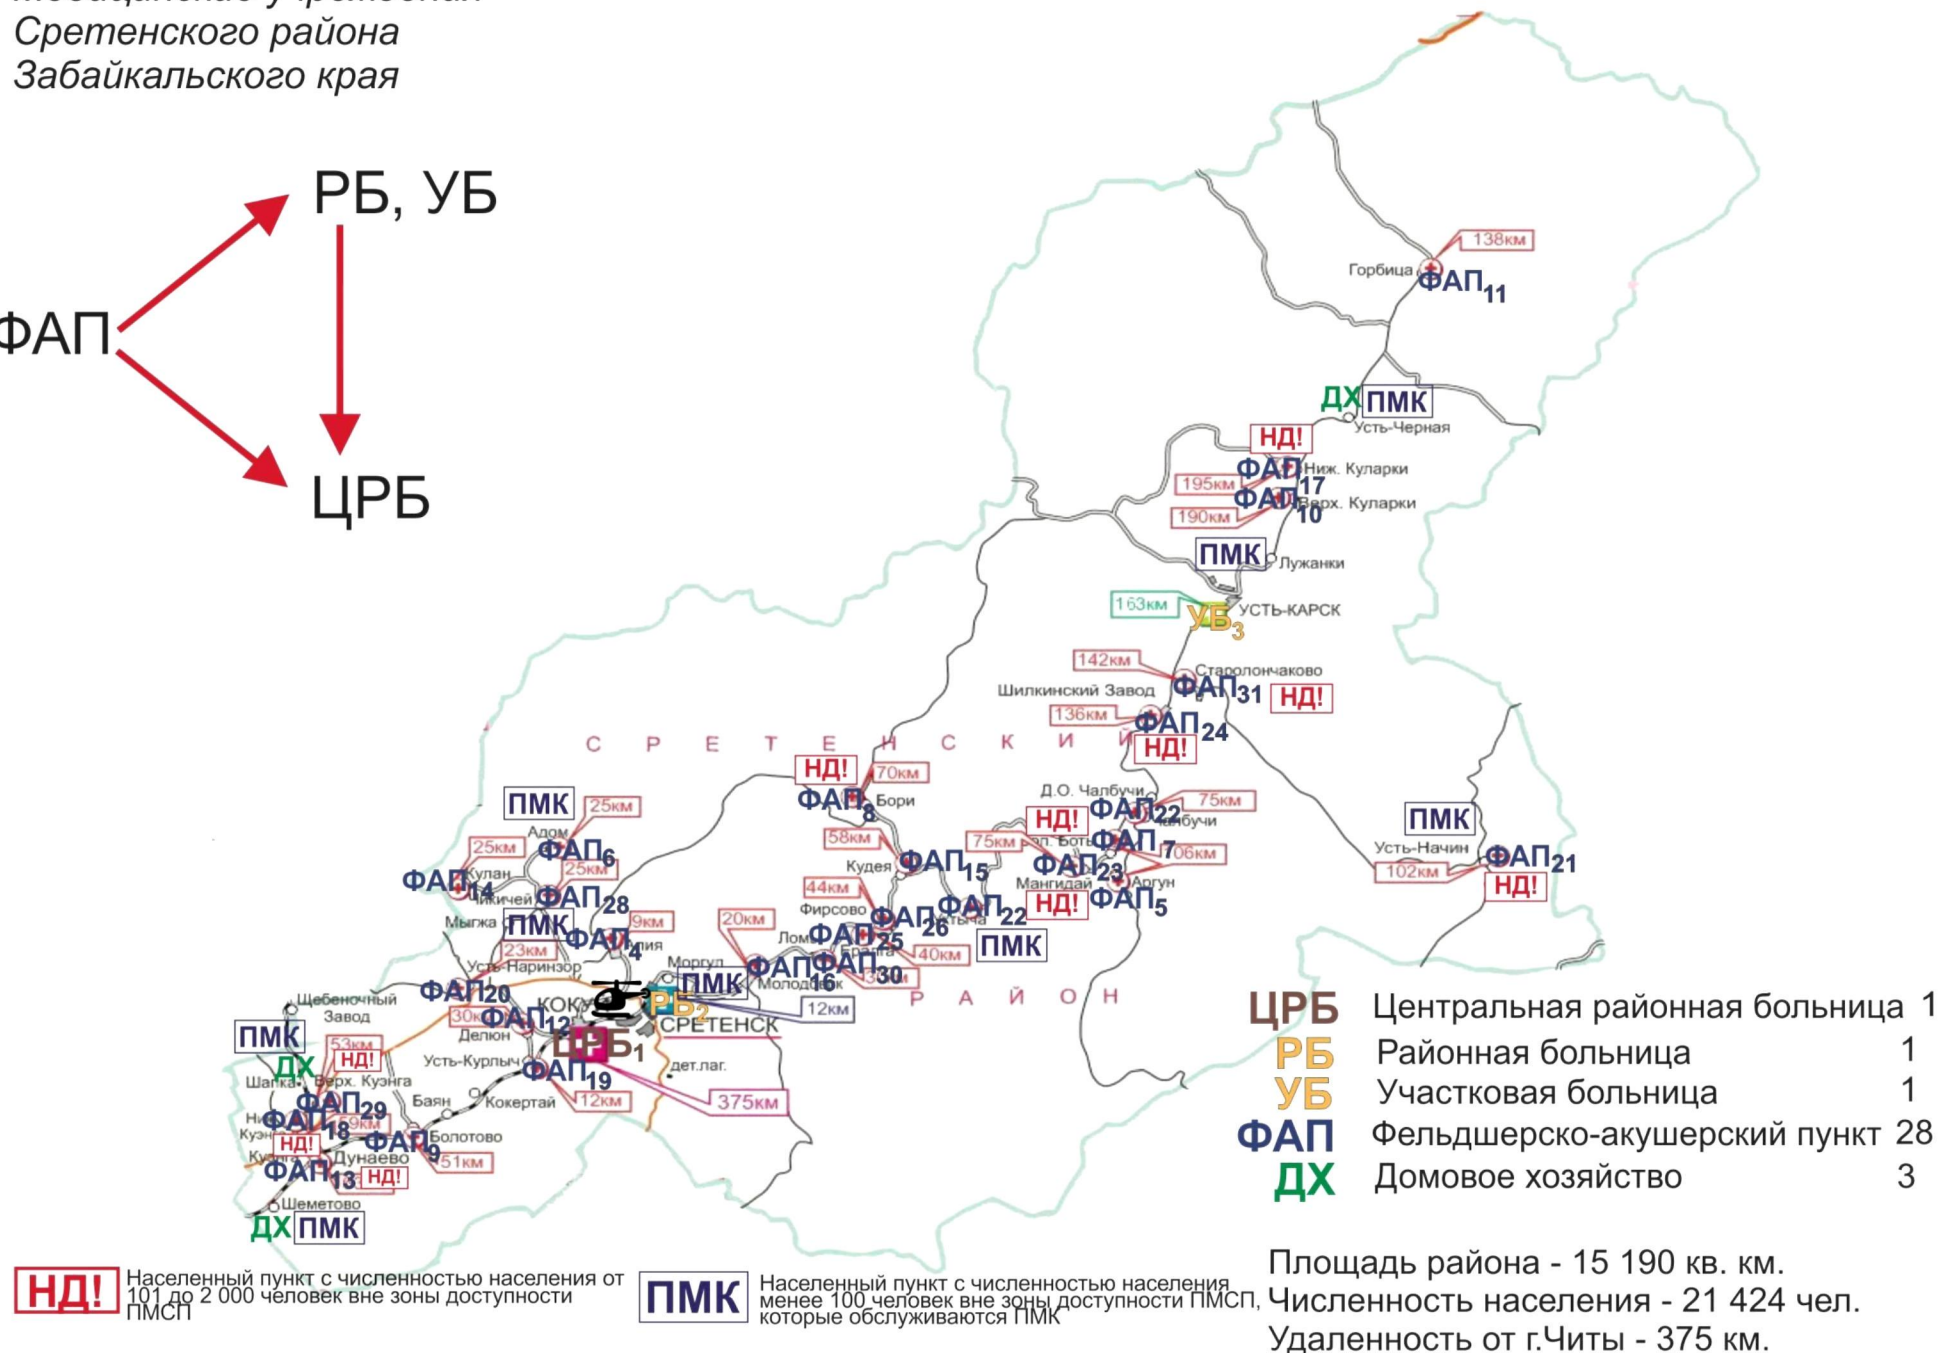 Сретенского района
Забайкальского края
РБ, УБ
ФАП
ЦРБ
138км
Горбица
ФАП11
ДХ ПМК
Усть-Черная
НД!
ФАП17 Ниж. Куларки
195км
ФАП10 Верх. Куларки
190км
ПМК
Лужанки
163км
УБ3 УСТЬ-КАРСК
142км
Старолончаково
Шилкинский Завод
ФАП31 НД!
136км
ФАП24
НД!
СРЕТЕНСКИЙ
НД! 70км
ФАП8 Бори
Д.О. Чалбучи
75км
ФАП22
НД!
ПМК 25км
Адом
58км
75км
ФАП7
ПМК
25км
ФАП6
Кудея ФАП15
ФАП23
Усть-Начин
ФАП21
102км
НД!
Кулан
ФАП14
25км
44км
Мангидай
Аргун
ФАП28
Фирсово
ФАП26
ФАП22
НД! ФАП5
Мыгжа ПМК
9км
20км
ФАП4
ФАП25
40км
ПМК
23км
Усть-Наринзор
Моргул
ПМК
ФАП16
ФАП30
ФАП20
РБ2
12км
РАЙОН
Щебеночный
Завод
ФАП12
СРЕТЕНСК
Делюн
ЦРБ1
ПМК
53км
НД!
Усть-Курлыч
дет.лаг.
ДХ
ФАП19
Верх. Куэнга
Баян
Кокертай
12км
375км
ФАП29
ФАП18
ФАП9 Болотово
51км
НД!
Дунаево
ФАП13 НД!
Шеметово
ДХ ПМК
ЦРБ Центральная районная больница 1
РБ Районная больница 1
УБ Участковая больница 1
ФАП Фельдшерско-акушерский пункт 28
ДХ Домовое хозяйство 3
НД! Населенный пункт с численностью населения от
101 до 2 000 человек вне зоны доступности
ПМСП
ПМК Населенный пункт с численностью населения
менее 100 человек вне зоны доступности ПМСП,
которые обслуживаются ПМК
Площадь района - 15 190 кв. км.
Численность населения - 21 424 чел.
Удаленность от г.Читы - 375 км.